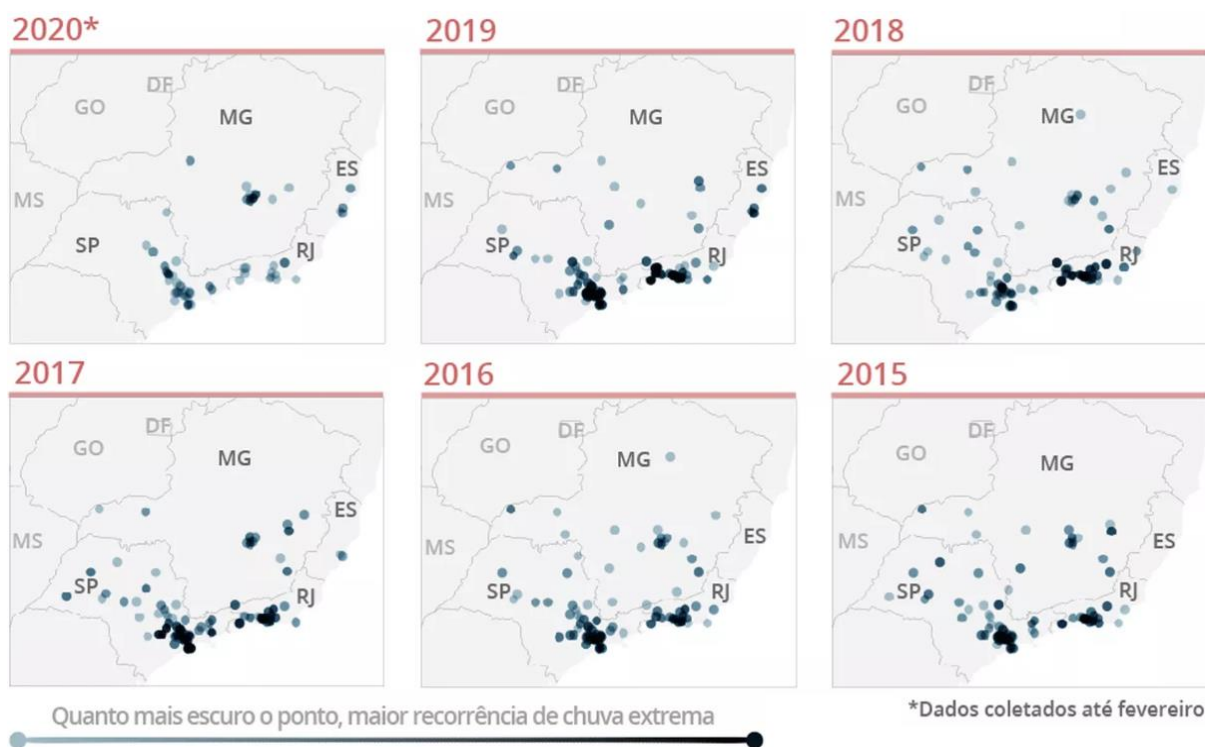 2020*
2019
2018
DF
GO
MG
ES
MS
SP
RJ
DF
GO
MG
ES
MS
SP
RJ
DF
GO
MG
ES
MS
SP
RJ
2017
2016
2015
DF
GO
MG
ES
MS
SP
RJ
DF
GO
MG
ES
MS
SP
RJ
DF
GO
MG
ES
MS
SP
RJ
Quanto mais escuro o ponto, maior recorrência de chuva extrema
*Dados coletados até fevereiro